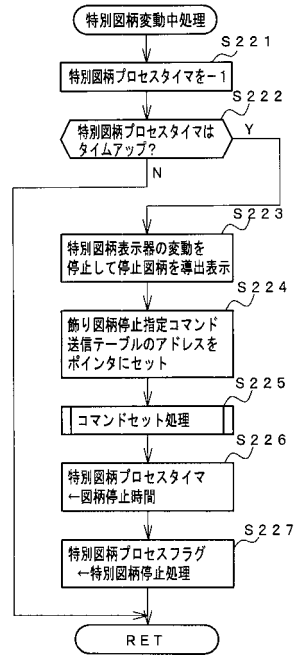 特別図柄変動中処理
S221
特別図柄プロセスタイマを-1
S222
特別図柄プロセスタイマは
タイムアップ?
Y
N
S223
特別図柄表示器の変動を
停止して停止図柄を導出表示
S224
飾り図柄停止指定コマンド
送信テーブルのアドレスを
ポインタにセット
S225
コマンドセット処理
S226
特別図柄プロセスタイマ
←図柄停止時間
S227
特別図柄プロセスフラグ
←特別図柄停止処理
RET